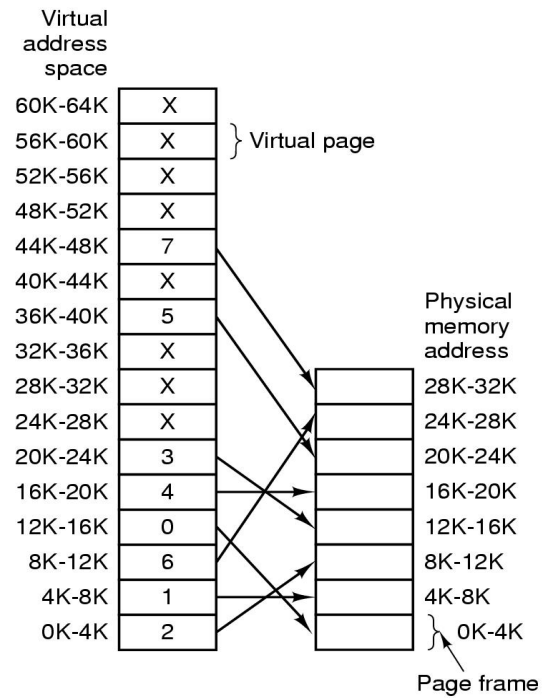 Virtual
address
space
60K-64K X
56K-60K X Virtual page
52K-56K X
48K-52K X
44K-48K 7
40K-44K X
36K-40K 5
Physical
memory
address
32K-36K X
28K-32K X 28K-32K
24K-28K X 24K-28K
20K-24K 3 20K-24K
16K-20K 4 16K-20K
12K-16K 0 12K-16K
8K-12K 6 8K-12K
4K-8K 1 4K-8K
0K-4K 2 0K-4K
Page frame